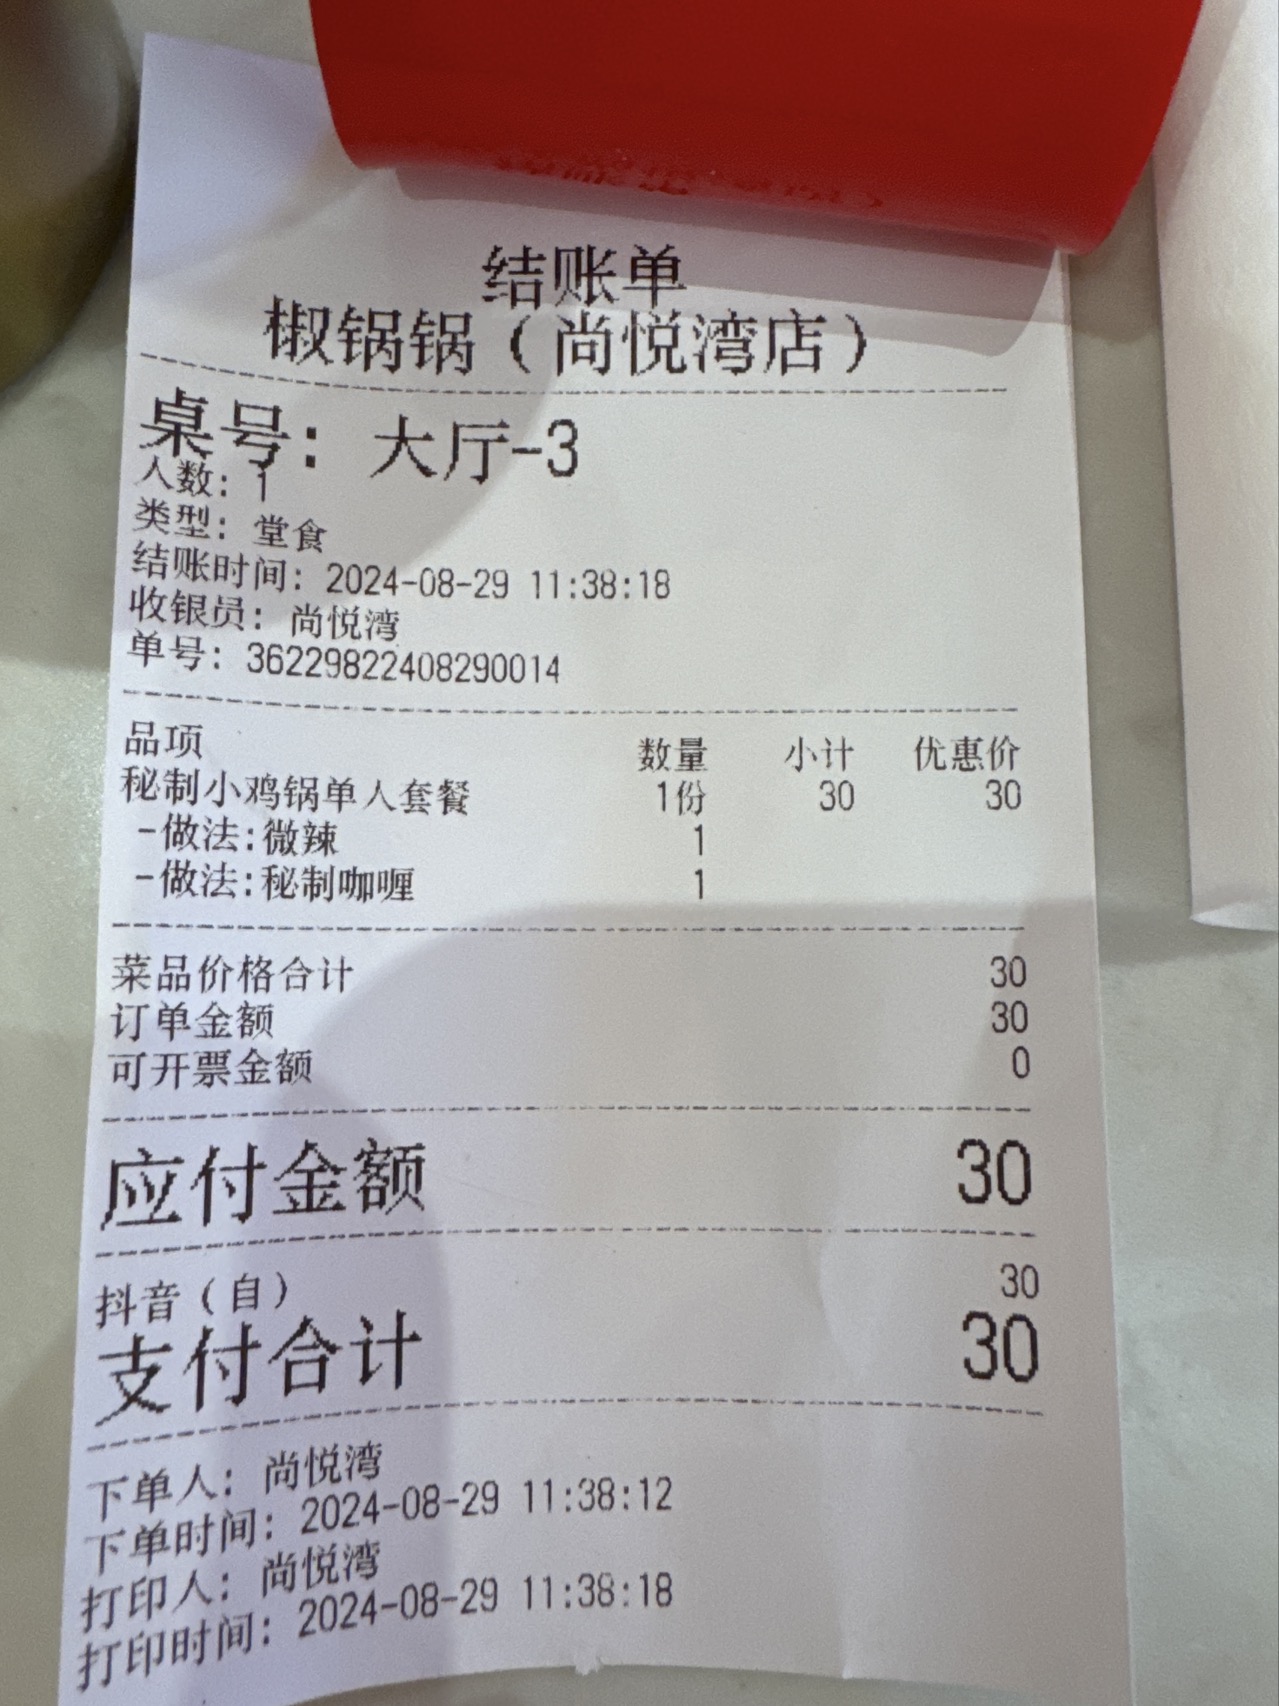 结账单
椒锅锅（尚悦湾店）
桌号：大厅-3
人数：1
类型：堂食
结账时间：2024-08-29 11:38:18
收银员：尚悦湾
单号：36229822408290014
品项 数量 小计 优惠价
秘制小鸡锅单人套餐 1份 30 30
-做法:微辣 1
-做法:秘制咖喱 1
菜品价格合计 30
订单金额 30
可开票金额 0
应付金额 30
抖音（自） 30
支付合计 30
下单人：尚悦湾
下单时间：2024-08-29 11:38:12
打印人：尚悦湾
打印时间：2024-08-29 11:38:18